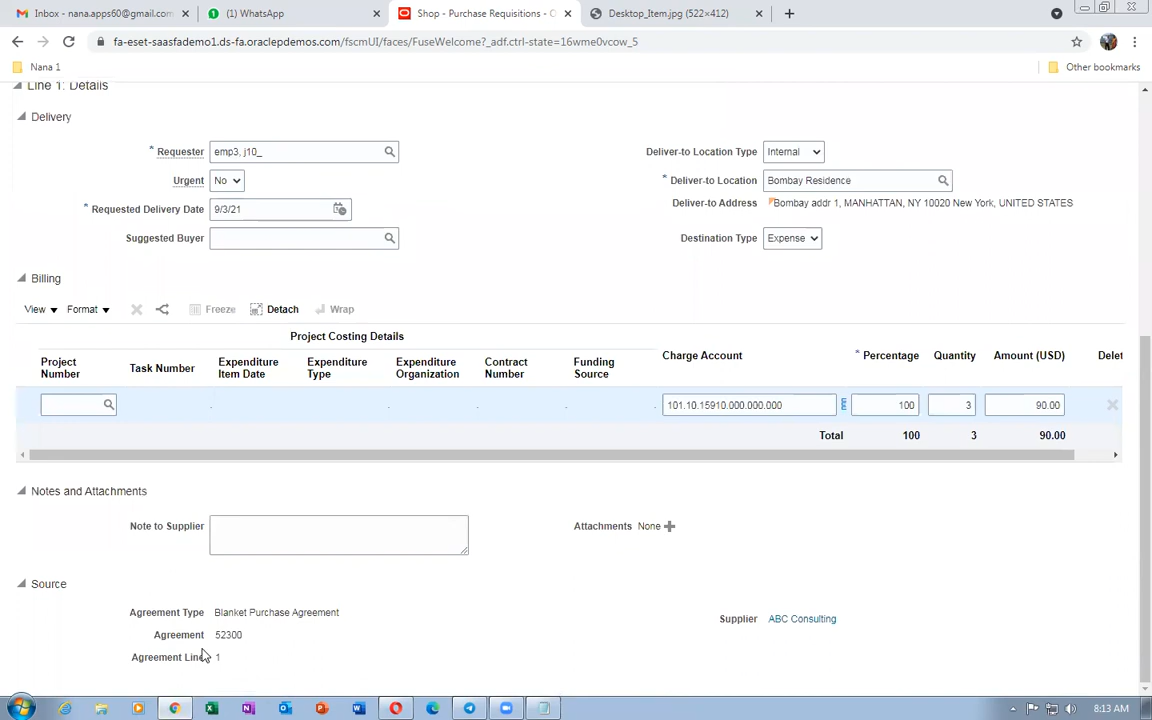 Inbox - nana.apps60@gmail.com
(1) WhatsApp
Shop - Purchase Requisitions - O
Desktop_Item.jpg (522×412)
fa-eset-saasfademo1.ds-fa.oraclepdemos.com/fscmUI/faces/FuseWelcome?_adf.ctrl-state=16wme0vcow_5
Nana 1
Other bookmarks
Line 1: Details
Delivery
* Requester emp3, j10_
Deliver-to Location Type Internal
Urgent No
* Deliver-to Location Bombay Residence
* Requested Delivery Date 9/3/21
Deliver-to Address Bombay addr 1, MANHATTAN, NY 10020 New York, UNITED STATES
Suggested Buyer
Destination Type Expense
Billing
View Format Freeze Detach Wrap
Project Costing Details
Project Number Task Number Expenditure Item Date Expenditure Type Expenditure Organization Contract Number Funding Source Charge Account * Percentage Quantity Amount (USD) Delet
101.10.15910.000.000.000 100 3 90.00
Total 100 3 90.00
Notes and Attachments
Note to Supplier
Attachments None
Source
Agreement Type Blanket Purchase Agreement
Supplier ABC Consulting
Agreement 52300
Agreement Line 1
8:13 AM